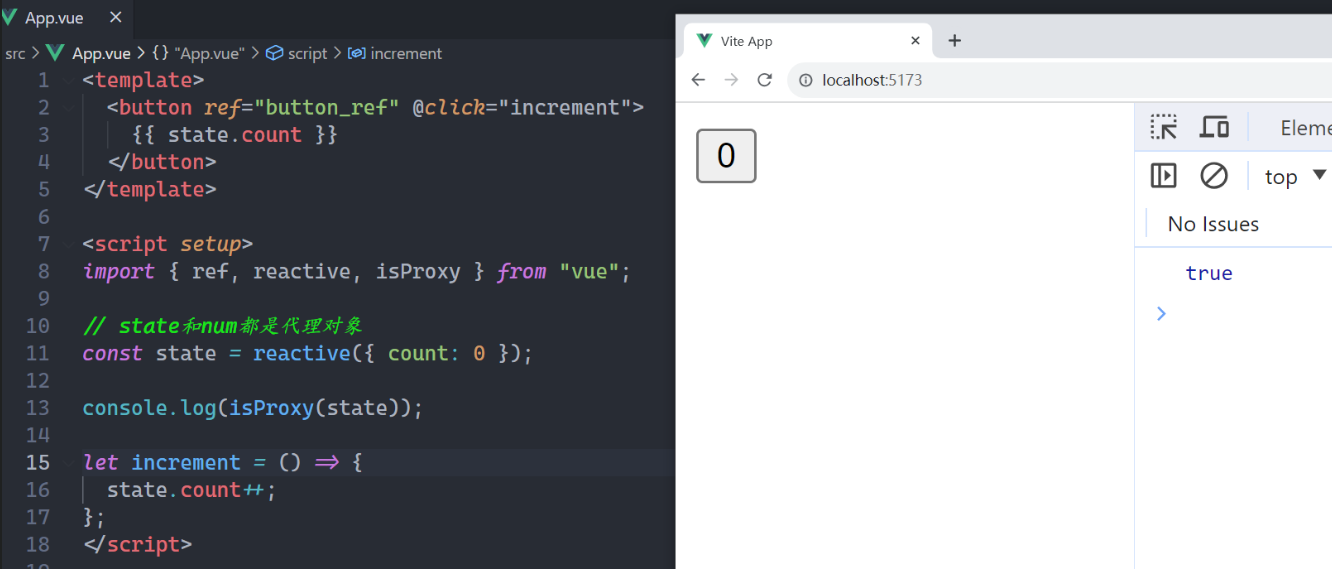 App.vue
src > App.vue > {} "App.vue" > script > increment
1 <template>
2 <button ref="button_ref" @click="increment">
3 {{ state.count }}
4 </button>
5 </template>
6
7 <script setup>
8 import { ref, reactive, isProxy } from "vue";
9
10 // state和num都是代理对象
11 const state = reactive({ count: 0 });
12
13 console.log(isProxy(state));
14
15 let increment = () => {
16 state.count++;
17 };
18 </script>
Vite App
localhost:5173
0
Eleme
top
No Issues
true